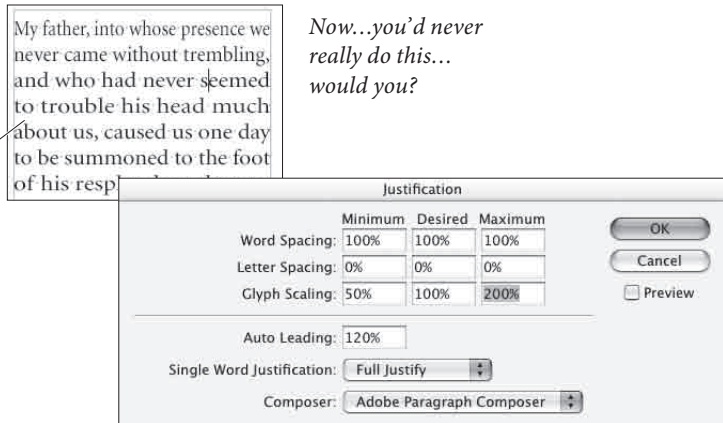 My father, into whose presence we
never came without trembling,
and who had never seemed
to trouble his head much
about us, caused us one day
to be summoned to the foot
of his
Now…you’d never
really do this…
would you?
Justification
Minimum Desired Maximum
Word Spacing: 100% 100% 100%
Letter Spacing: 0% 0% 0%
Glyph Scaling: 50% 100% 200%
OK
Cancel
Preview
Auto Leading: 120%
Single Word Justification: Full Justify
Composer: Adobe Paragraph Composer